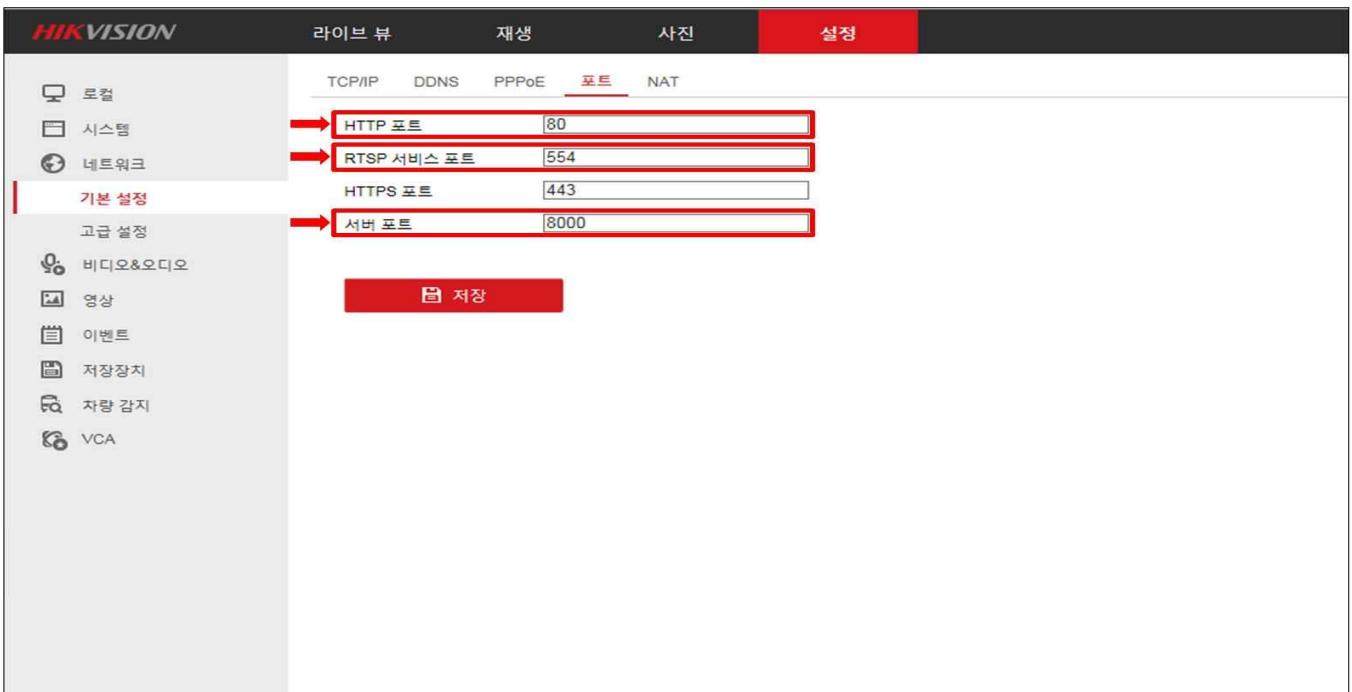 HIKVISION 라이브 뷰 재생 사진 설정
TCP/IP DDNS PPPoE 포트 NAT
로컬
시스템
네트워크
기본 설정
고급 설정
비디오&오디오
영상
이벤트
저장장치
차량 감지
VCA
HTTP 포트 80
RTSP 서비스 포트 554
HTTPS 포트 443
서버 포트 8000
저장